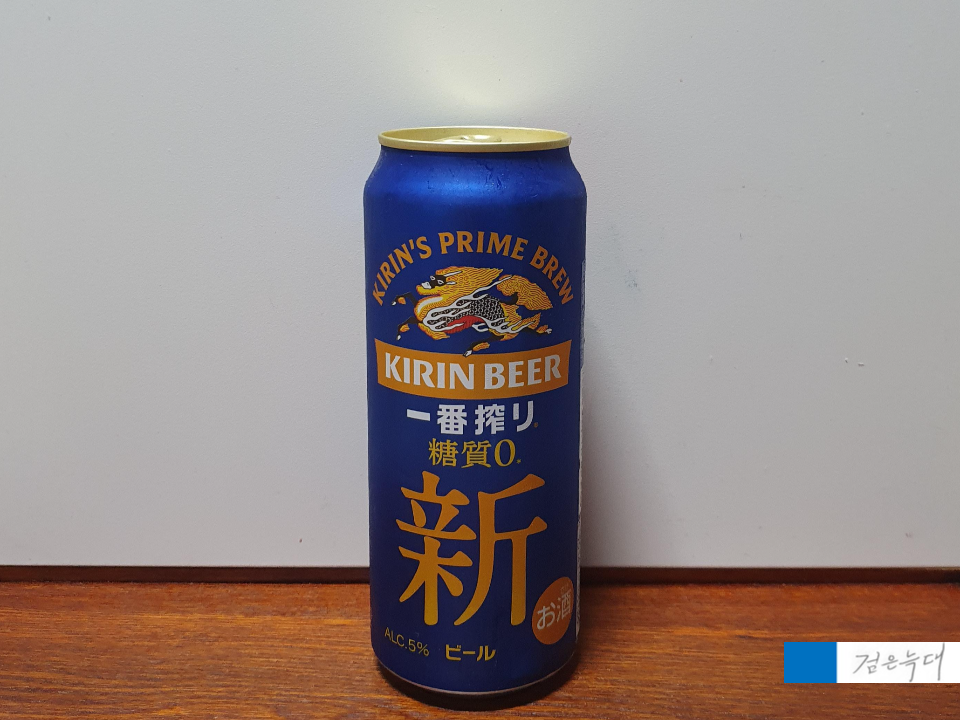 KIRIN'S PRIME BREW
KIRIN BEER
一番搾り®
糖質0※
新
お酒
ALC.5% ビール
검은늑대